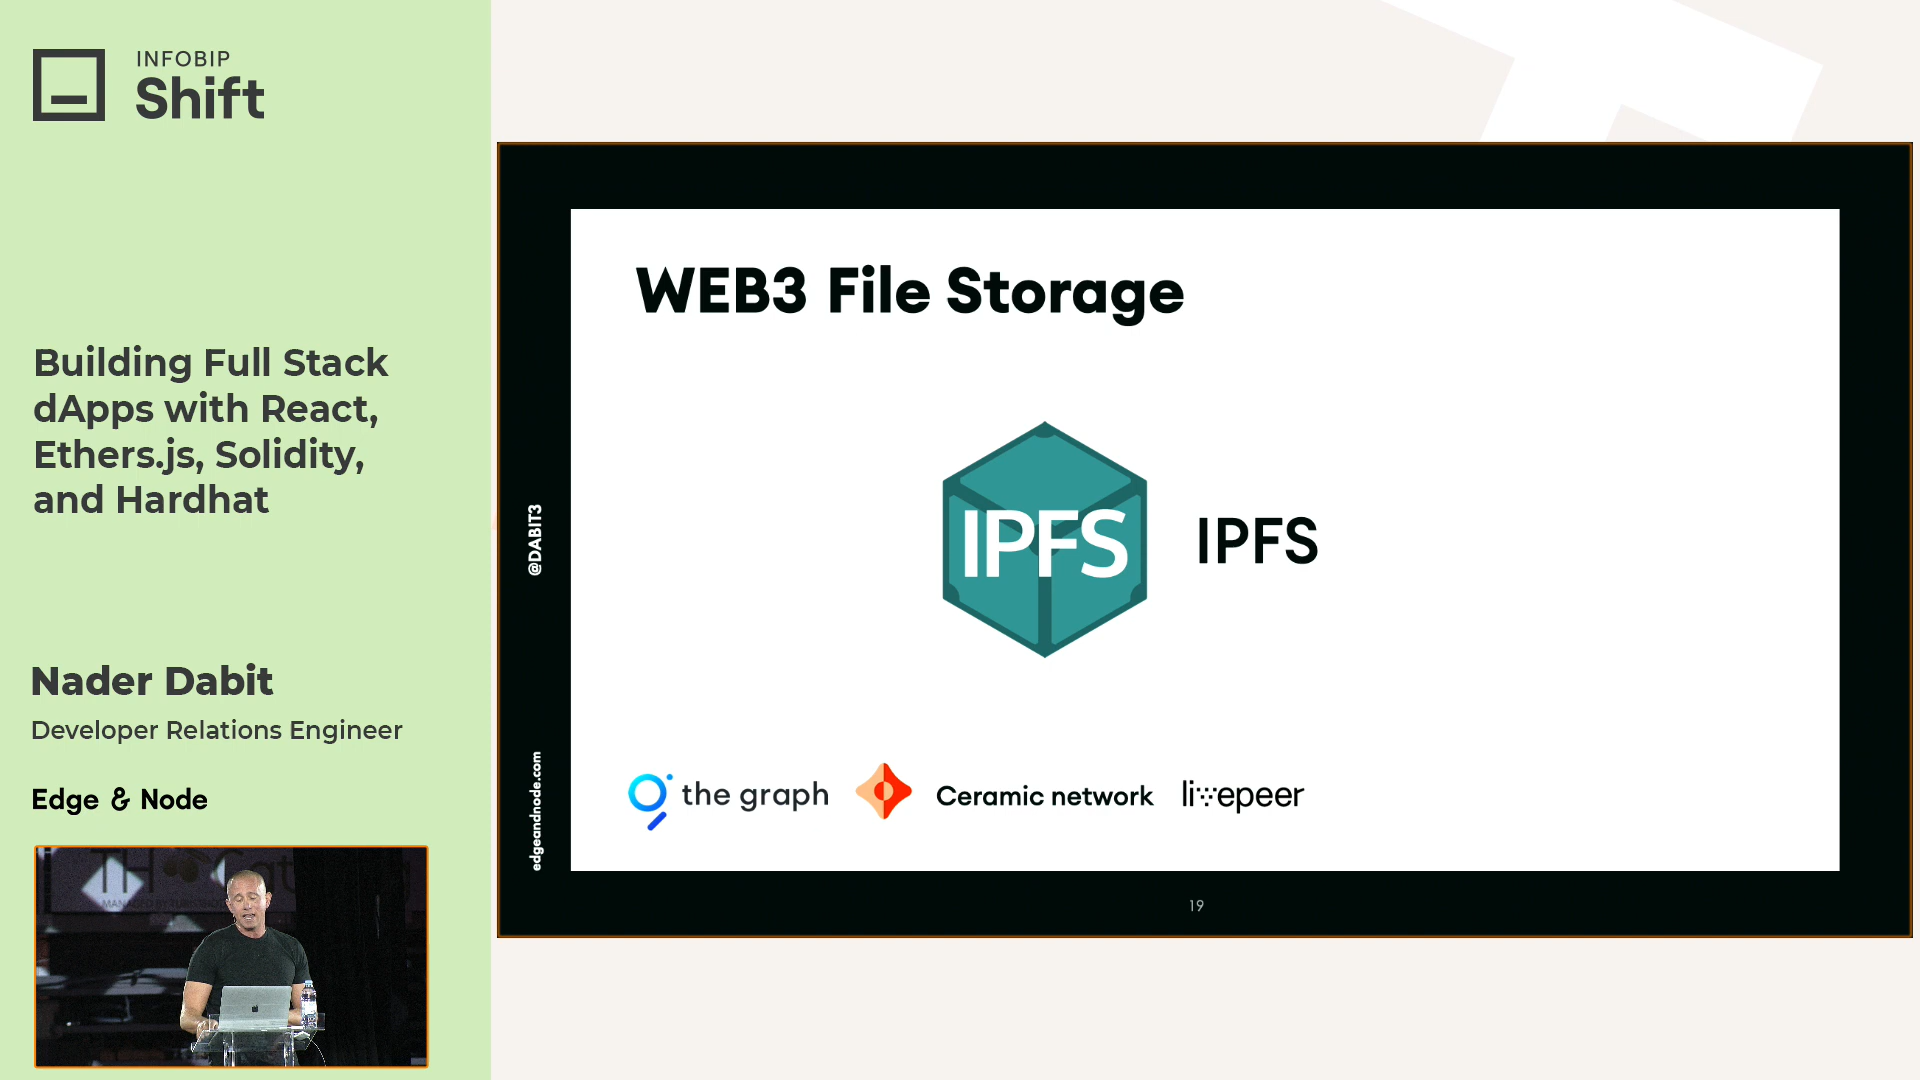 INFOBIP
Shift
Building Full Stack
dApps with React,
Ethers.js, Solidity,
and Hardhat
Nader Dabit
Developer Relations Engineer
Edge & Node
@DABIT3
edgeandnode.com
WEB3 File Storage
IPFS
IPFS
the graph
Ceramic network
livepeer
19